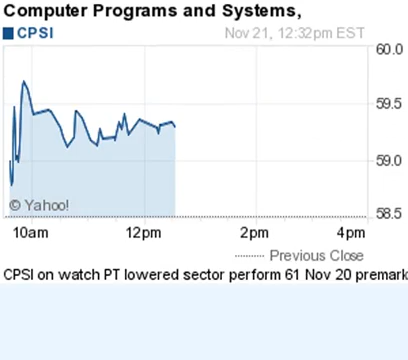 Computer Programs and Systems,
CPSI
Nov 21, 12:32pm EST
60.0
59.5
59.0
58.5
© Yahoo!
10am
12pm
2pm
4pm
Previous Close
CPSI on watch PT lowered sector perform 61 Nov 20 premark